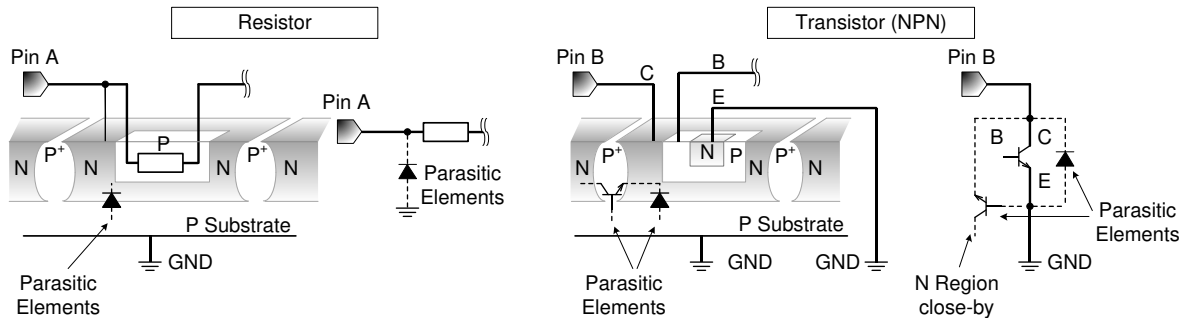 Resistor
Pin A
N
P+
N
P
N
P+
N
P Substrate
GND
Parasitic
Elements
Pin A
Parasitic
Elements
Transistor (NPN)
Pin B
C
B
E
N
P+
N
N
P
P+
N
P Substrate
GND
GND
Parasitic
Elements
Pin B
B
C
E
Parasitic
Elements
N Region
close-by
GND